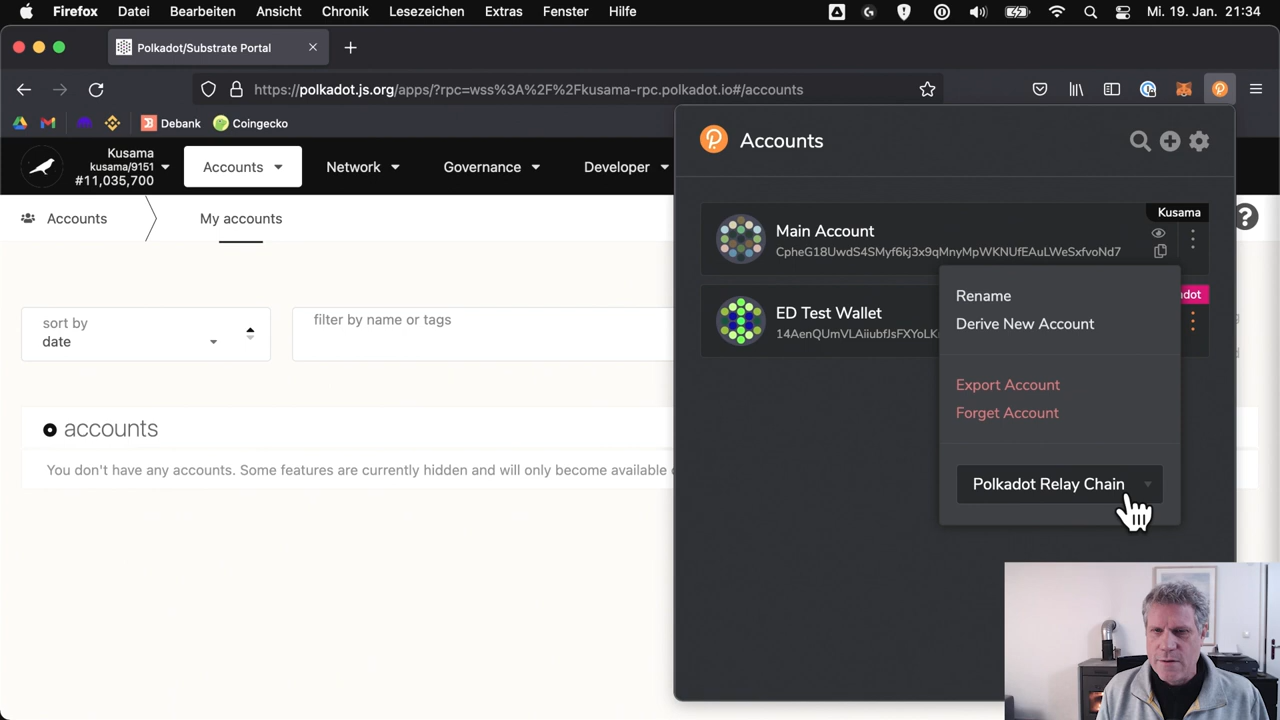 Firefox Datei Bearbeiten Ansicht Chronik Lesezeichen Extras Fenster Hilfe Mi. 19. Jan. 21:34
Polkadot/Substrate Portal
https://polkadot.js.org/apps/?rpc=wss%3A%2F%2Fkusama-rpc.polkadot.io#/accounts
Debank Coingecko
Accounts
Kusama
kusama/9151
#11,035,700
Accounts Network Governance Developer
Accounts My accounts
Kusama
Main Account
CpheG18UwdS4SMyf6kj3x9qMnyMpWKNUfEAuLWeSxfvoNd7
dot
ED Test Wallet
Rename
Derive New Account
Export Account
Forget Account
Polkadot Relay Chain
sort by
date
filter by name or tags
accounts
You don't have any accounts. Some features are currently hidden and will only become available